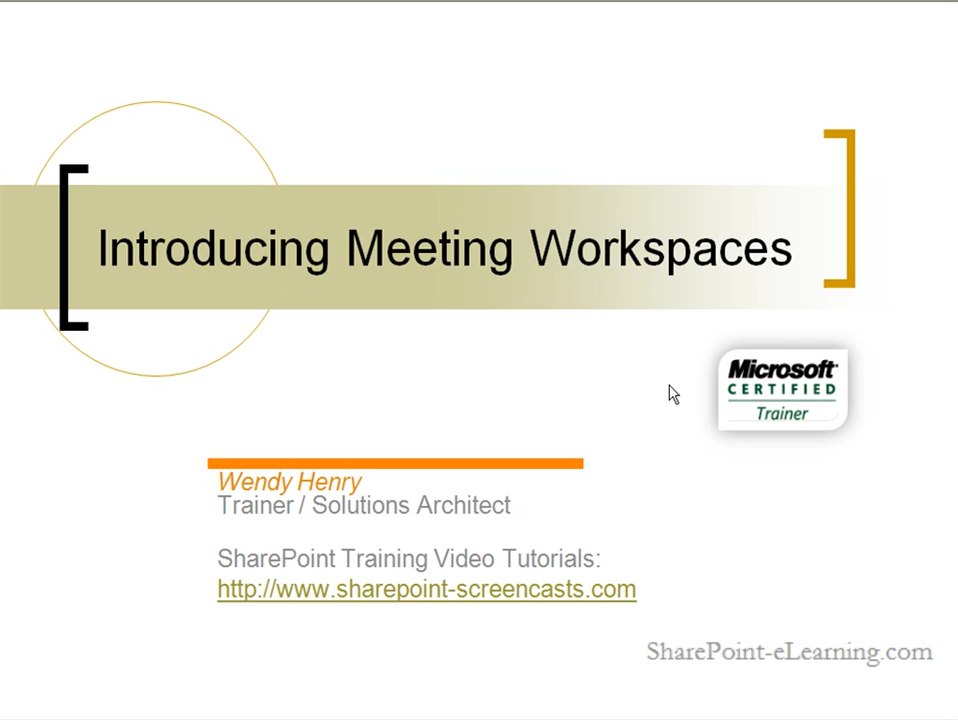 Introducing Meeting Workspaces
Microsoft
CERTIFIED
Trainer
Wendy Henry
Trainer / Solutions Architect
SharePoint Training Video Tutorials:
http://www.sharepoint-screencasts.com
SharePoint-eLearning.com